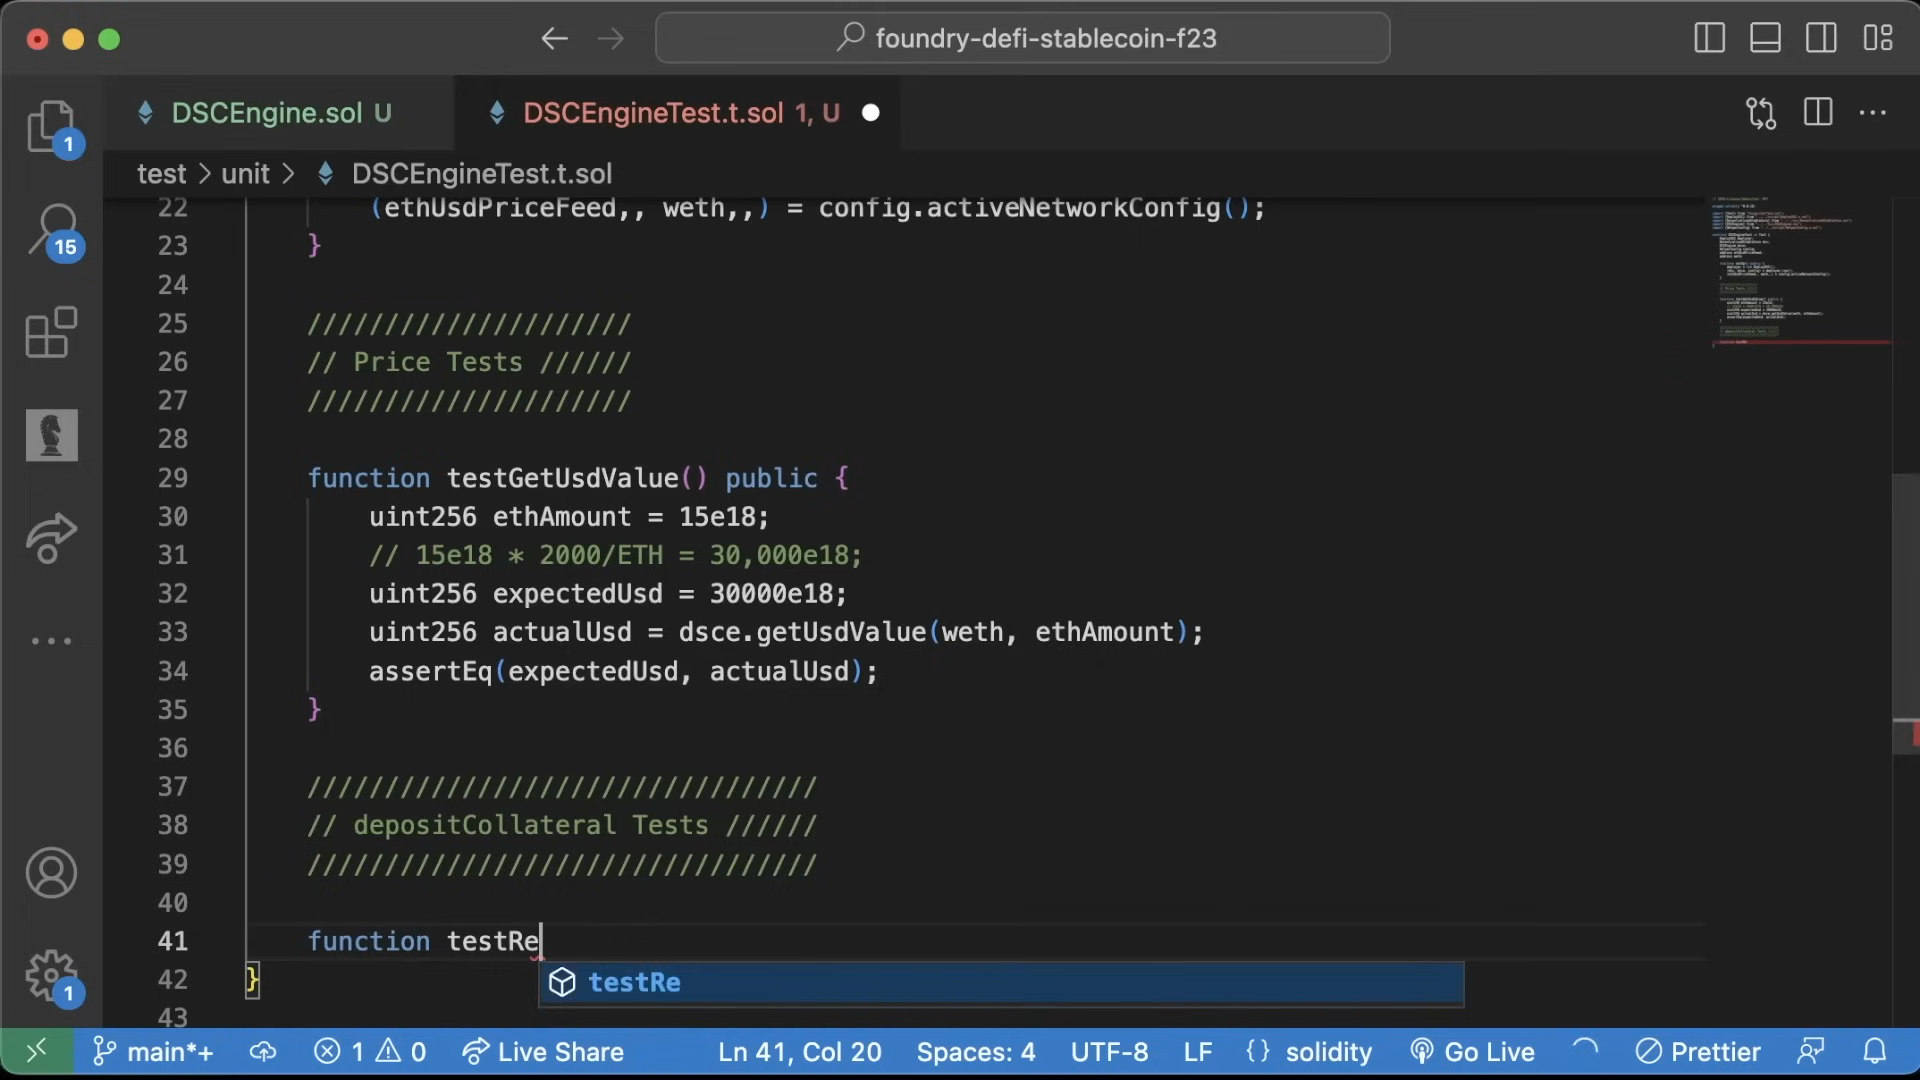 foundry-defi-stablecoin-f23
DSCEngine.sol U
DSCEngineTest.t.sol 1, U
1
test > unit > DSCEngineTest.t.sol
15
22 (ethUsdPriceFeed,, weth,,) = config.activeNetworkConfig();
23 }
24
25 /////////////////////
26 // Price Tests //////
27 /////////////////////
28
29 function testGetUsdValue() public {
30 uint256 ethAmount = 15e18;
31 // 15e18 * 2000/ETH = 30,000e18;
32 uint256 expectedUsd = 30000e18;
33 uint256 actualUsd = dsce.getUsdValue(weth, ethAmount);
34 assertEq(expectedUsd, actualUsd);
35 }
36
37 /////////////////////////////////
38 // depositCollateral Tests //////
39 /////////////////////////////////
40
41 function testRe
42 }
testRe
1
43
main*+ 1 0 Live Share Ln 41, Col 20 Spaces: 4 UTF-8 LF {} solidity Go Live Prettier